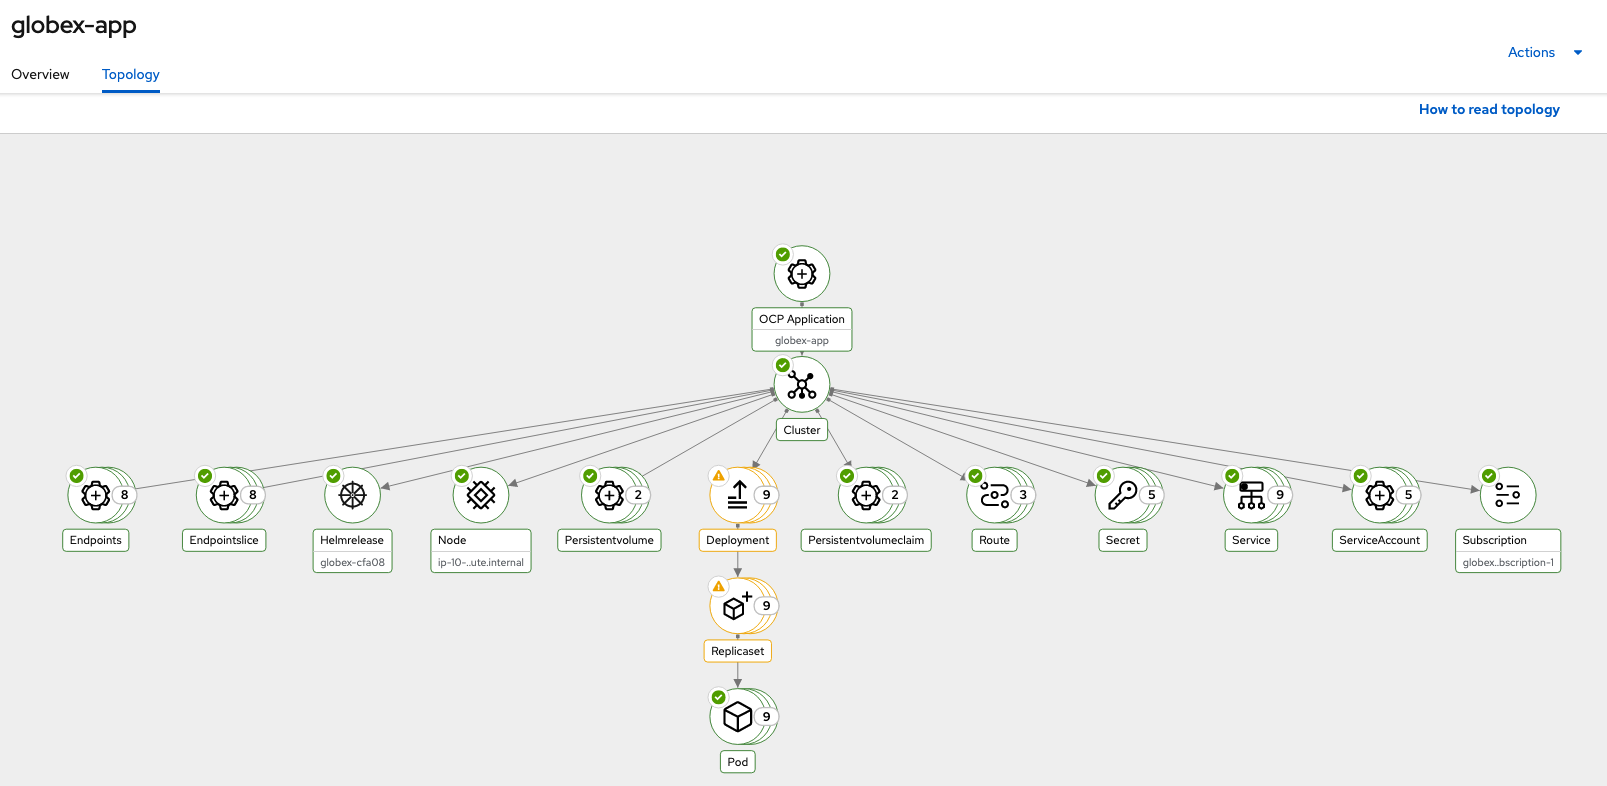 globex-app
Actions
Overview
Topology
How to read topology
OCP Application
globex-app
Cluster
8
8
2
9
2
3
5
9
5
Endpoints
Endpointslice
Helmrelease
globex-cfa08
Node
ip-10-..ute.internal
Persistentvolume
Deployment
Persistentvolumeclaim
Route
Secret
Service
ServiceAccount
Subscription
globex..bscription-1
9
Replicaset
9
Pod